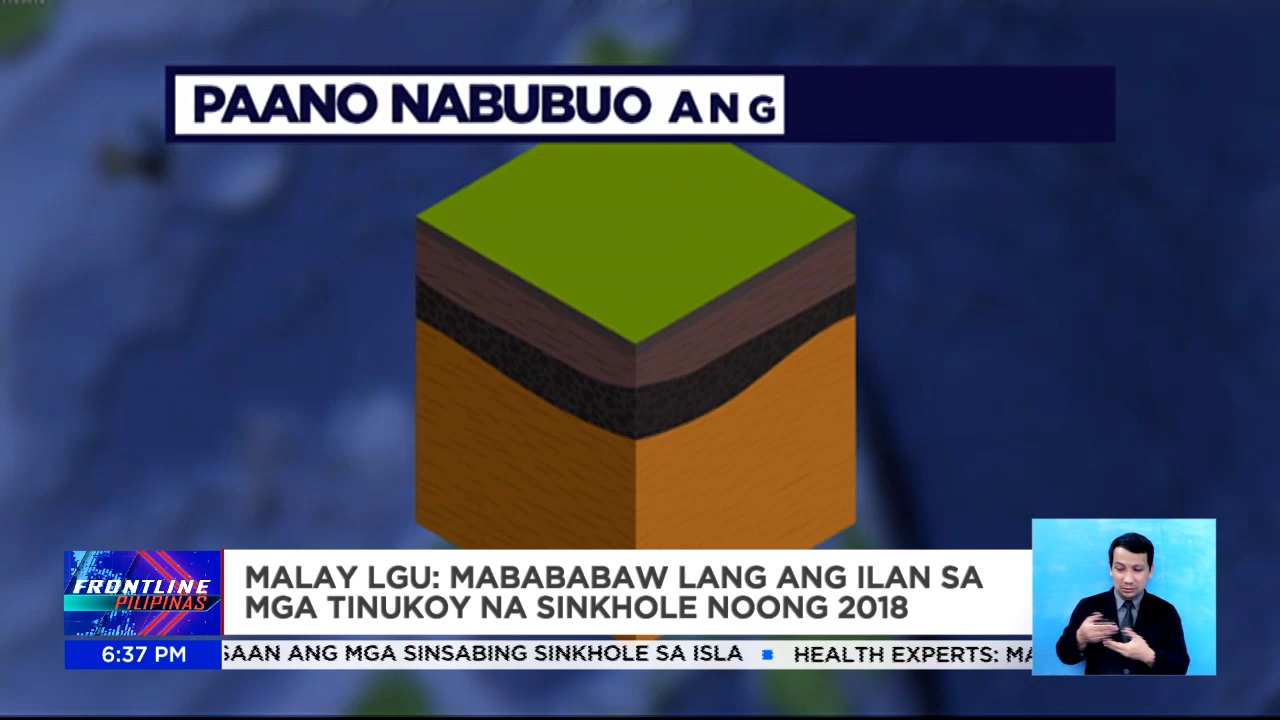 PAANO NABUBUO ANG
FRONTLINE
PILIPINAS
MALAY LGU: MABABABAW LANG ANG ILAN SA
MGA TINUKOY NA SINKHOLE NOONG 2018
6:37 PM
SAAN ANG MGA SINSABING SINKHOLE SA ISLA ▪ HEALTH EXPERTS: